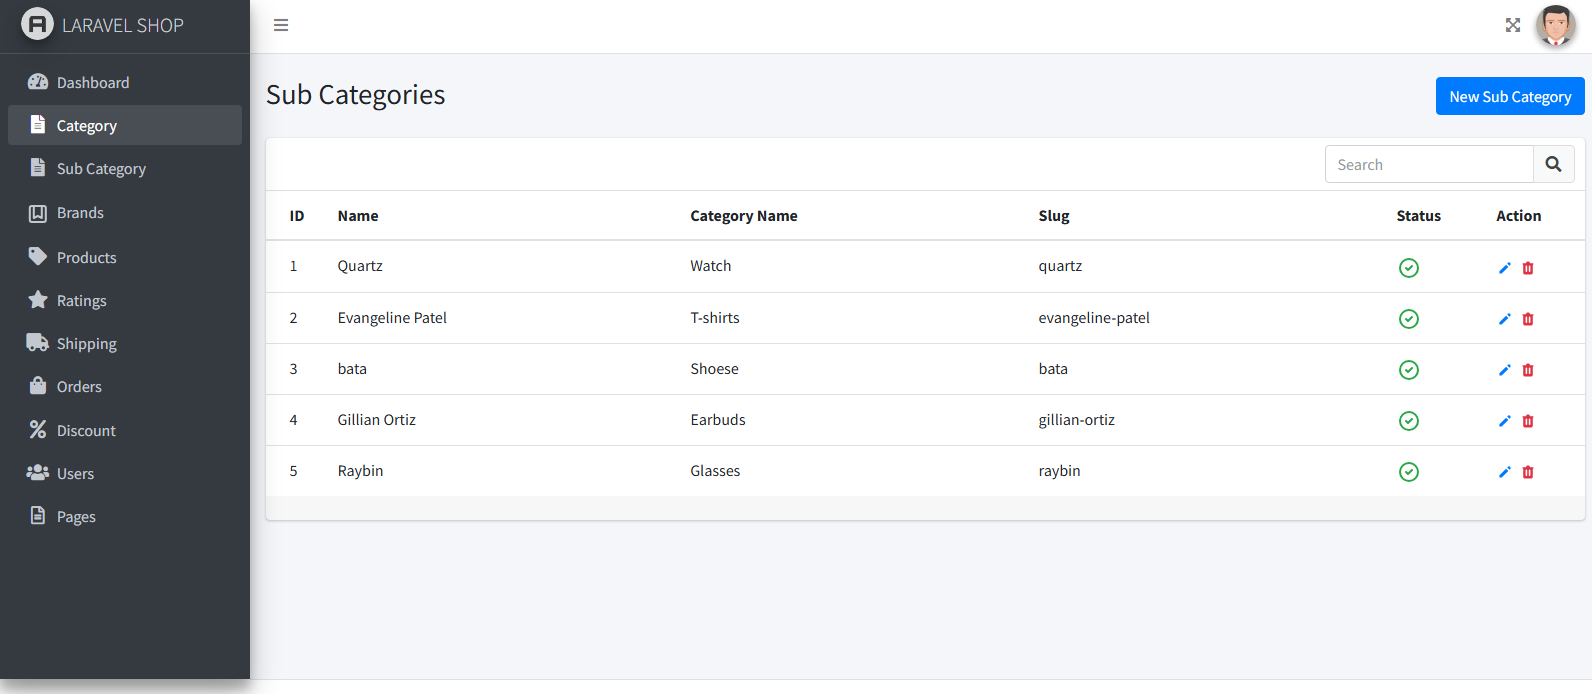 LARAVEL SHOP
Dashboard
Category
Sub Category
Brands
Products
Ratings
Shipping
Orders
Discount
Users
Pages
Sub Categories
New Sub Category
Search
ID Name Category Name Slug Status Action
1 Quartz Watch quartz
2 Evangeline Patel T-shirts evangeline-patel
3 bata Shoese bata
4 Gillian Ortiz Earbuds gillian-ortiz
5 Raybin Glasses raybin